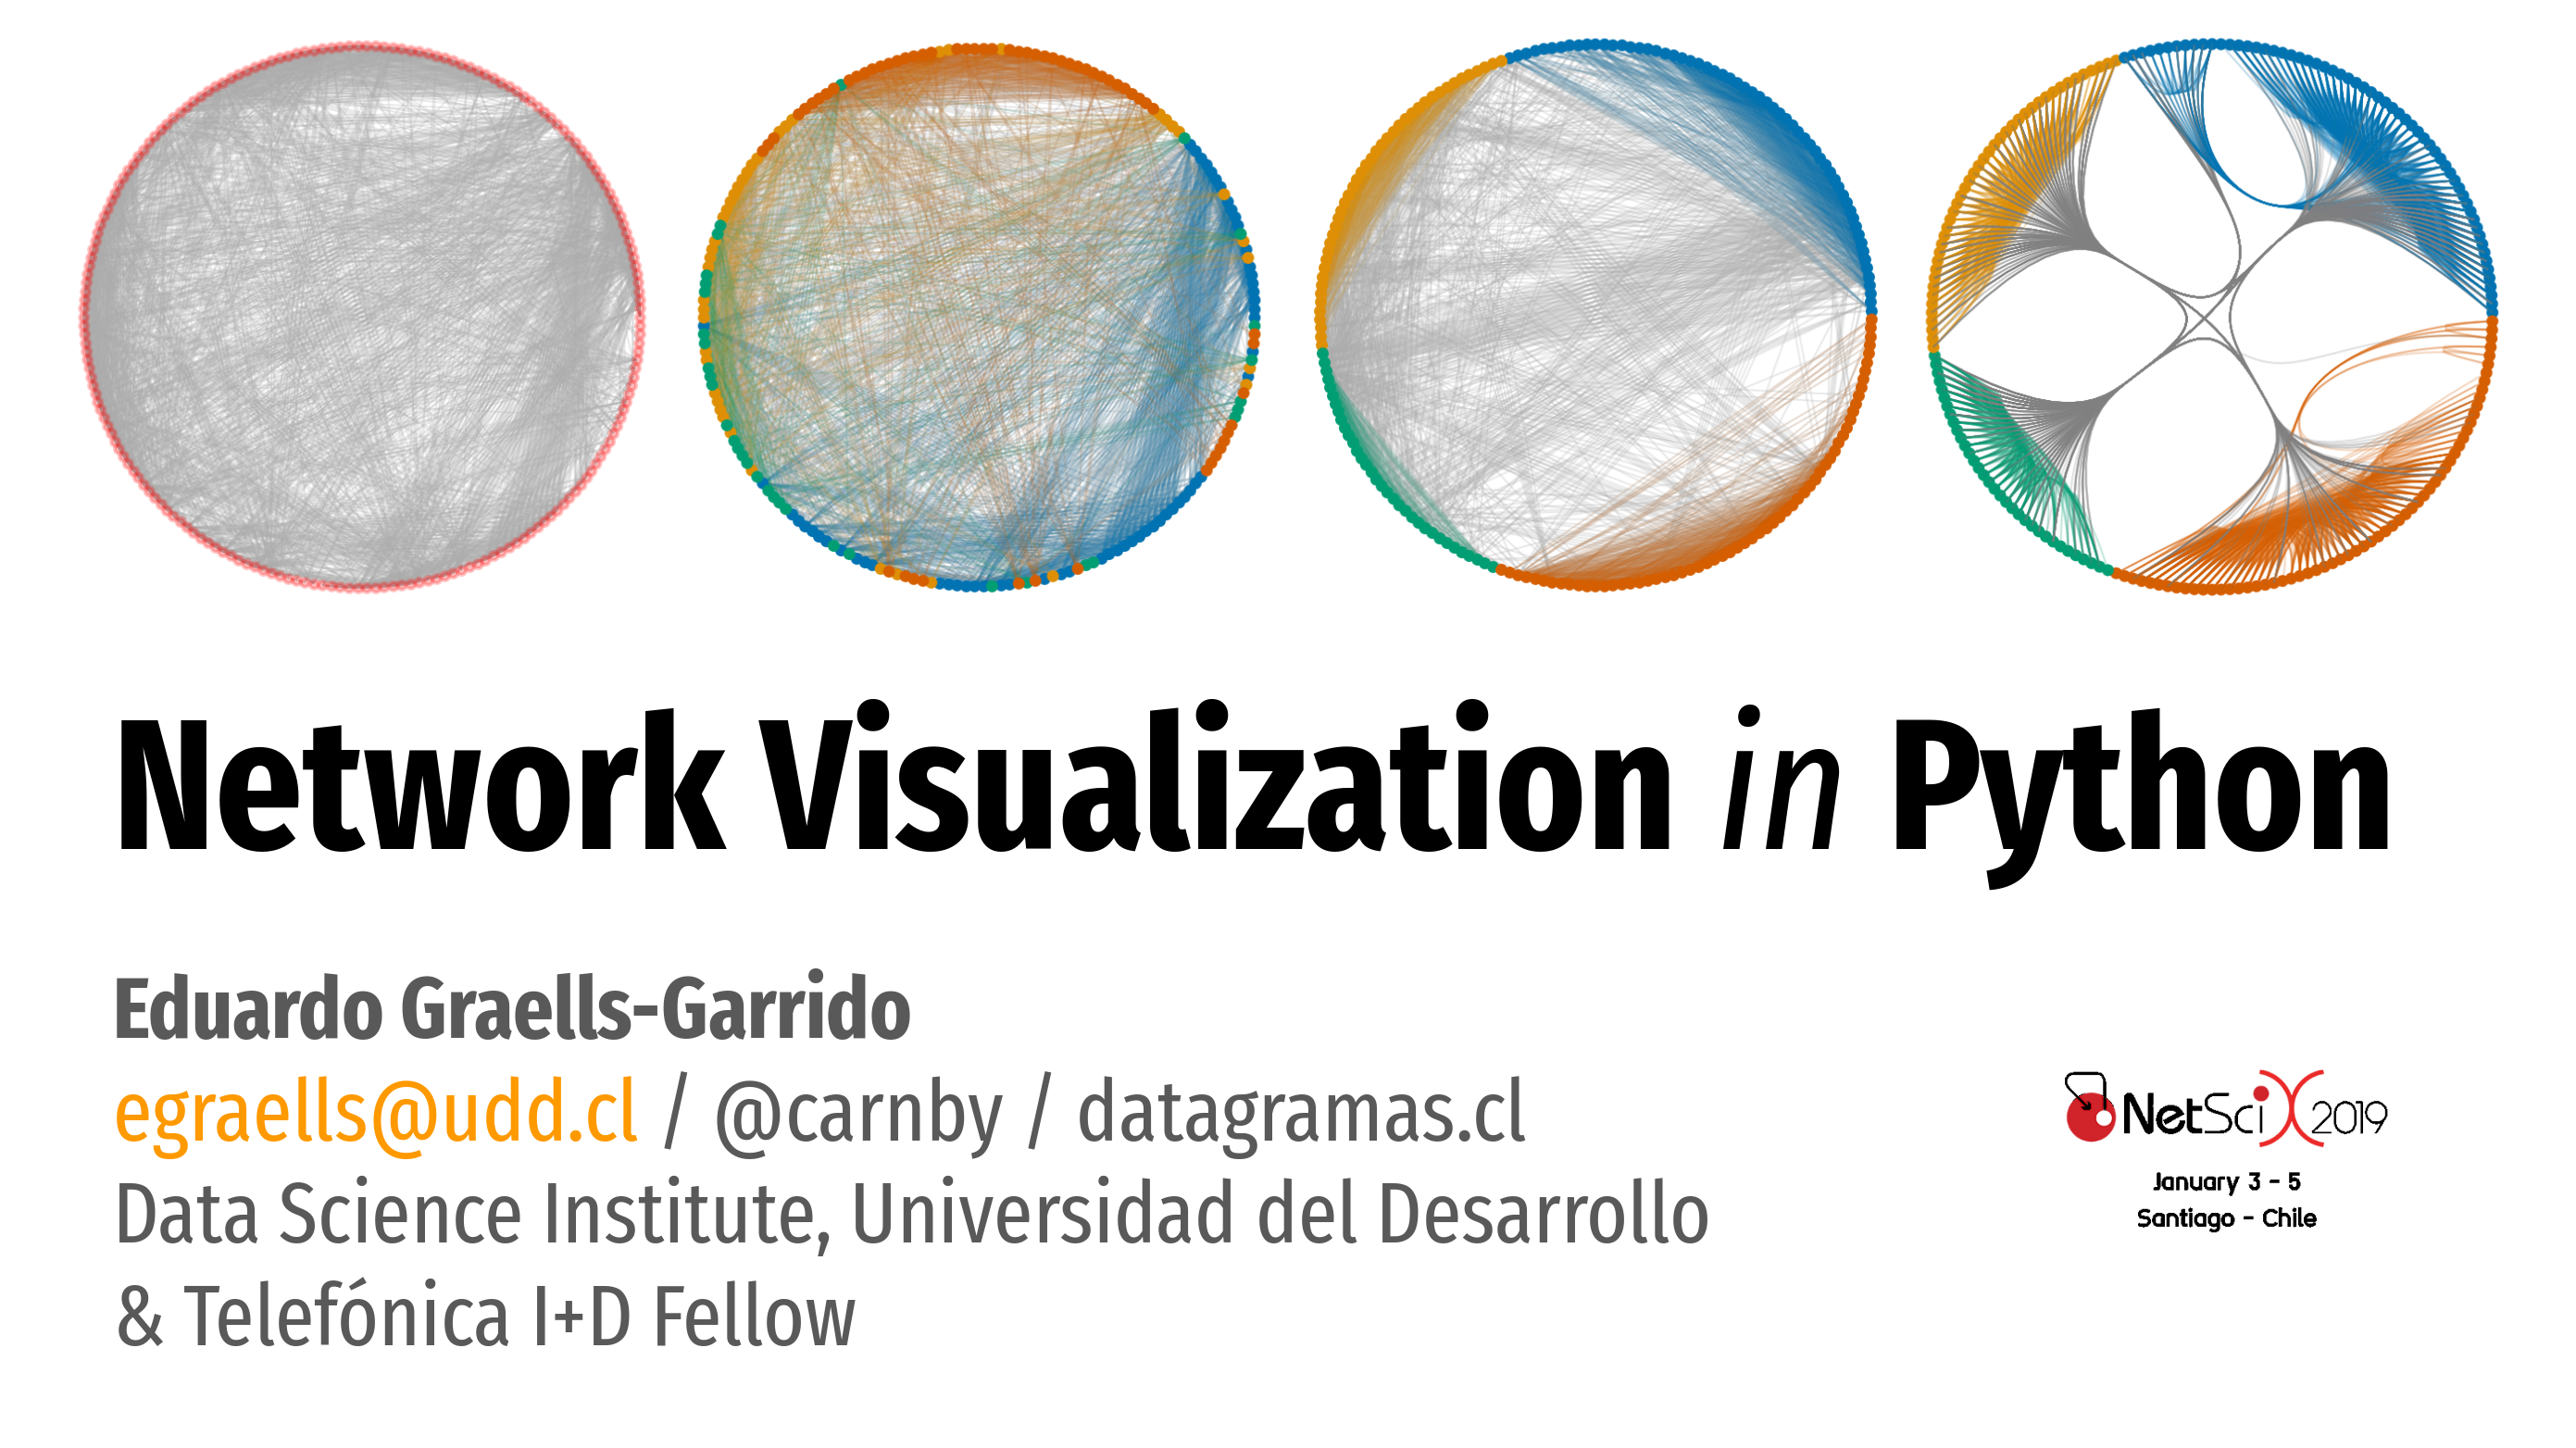 Network Visualization in Python
Eduardo Graells-Garrido
egraells@udd.cl / @carnby / datagramas.cl
Data Science Institute, Universidad del Desarrollo
& Telefónica I+D Fellow
NetSciX 2019
January 3 - 5
Santiago - Chile